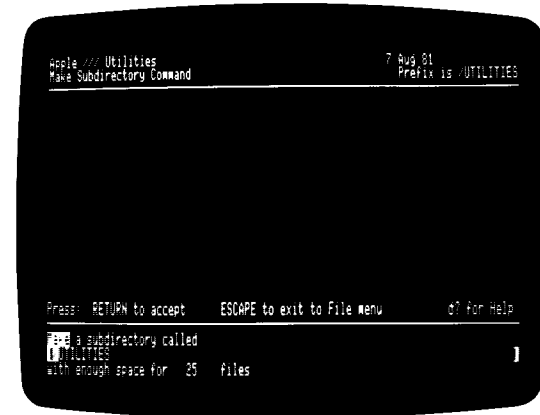 Apple /// Utilities 7 Aug 81
Make Subdirectory Command Prefix is /UTILITIES
Press: RETURN to accept ESCAPE to exit to File menu ? for Help
Make a subdirectory called
[UTILITIES ]
with enough space for 25 files